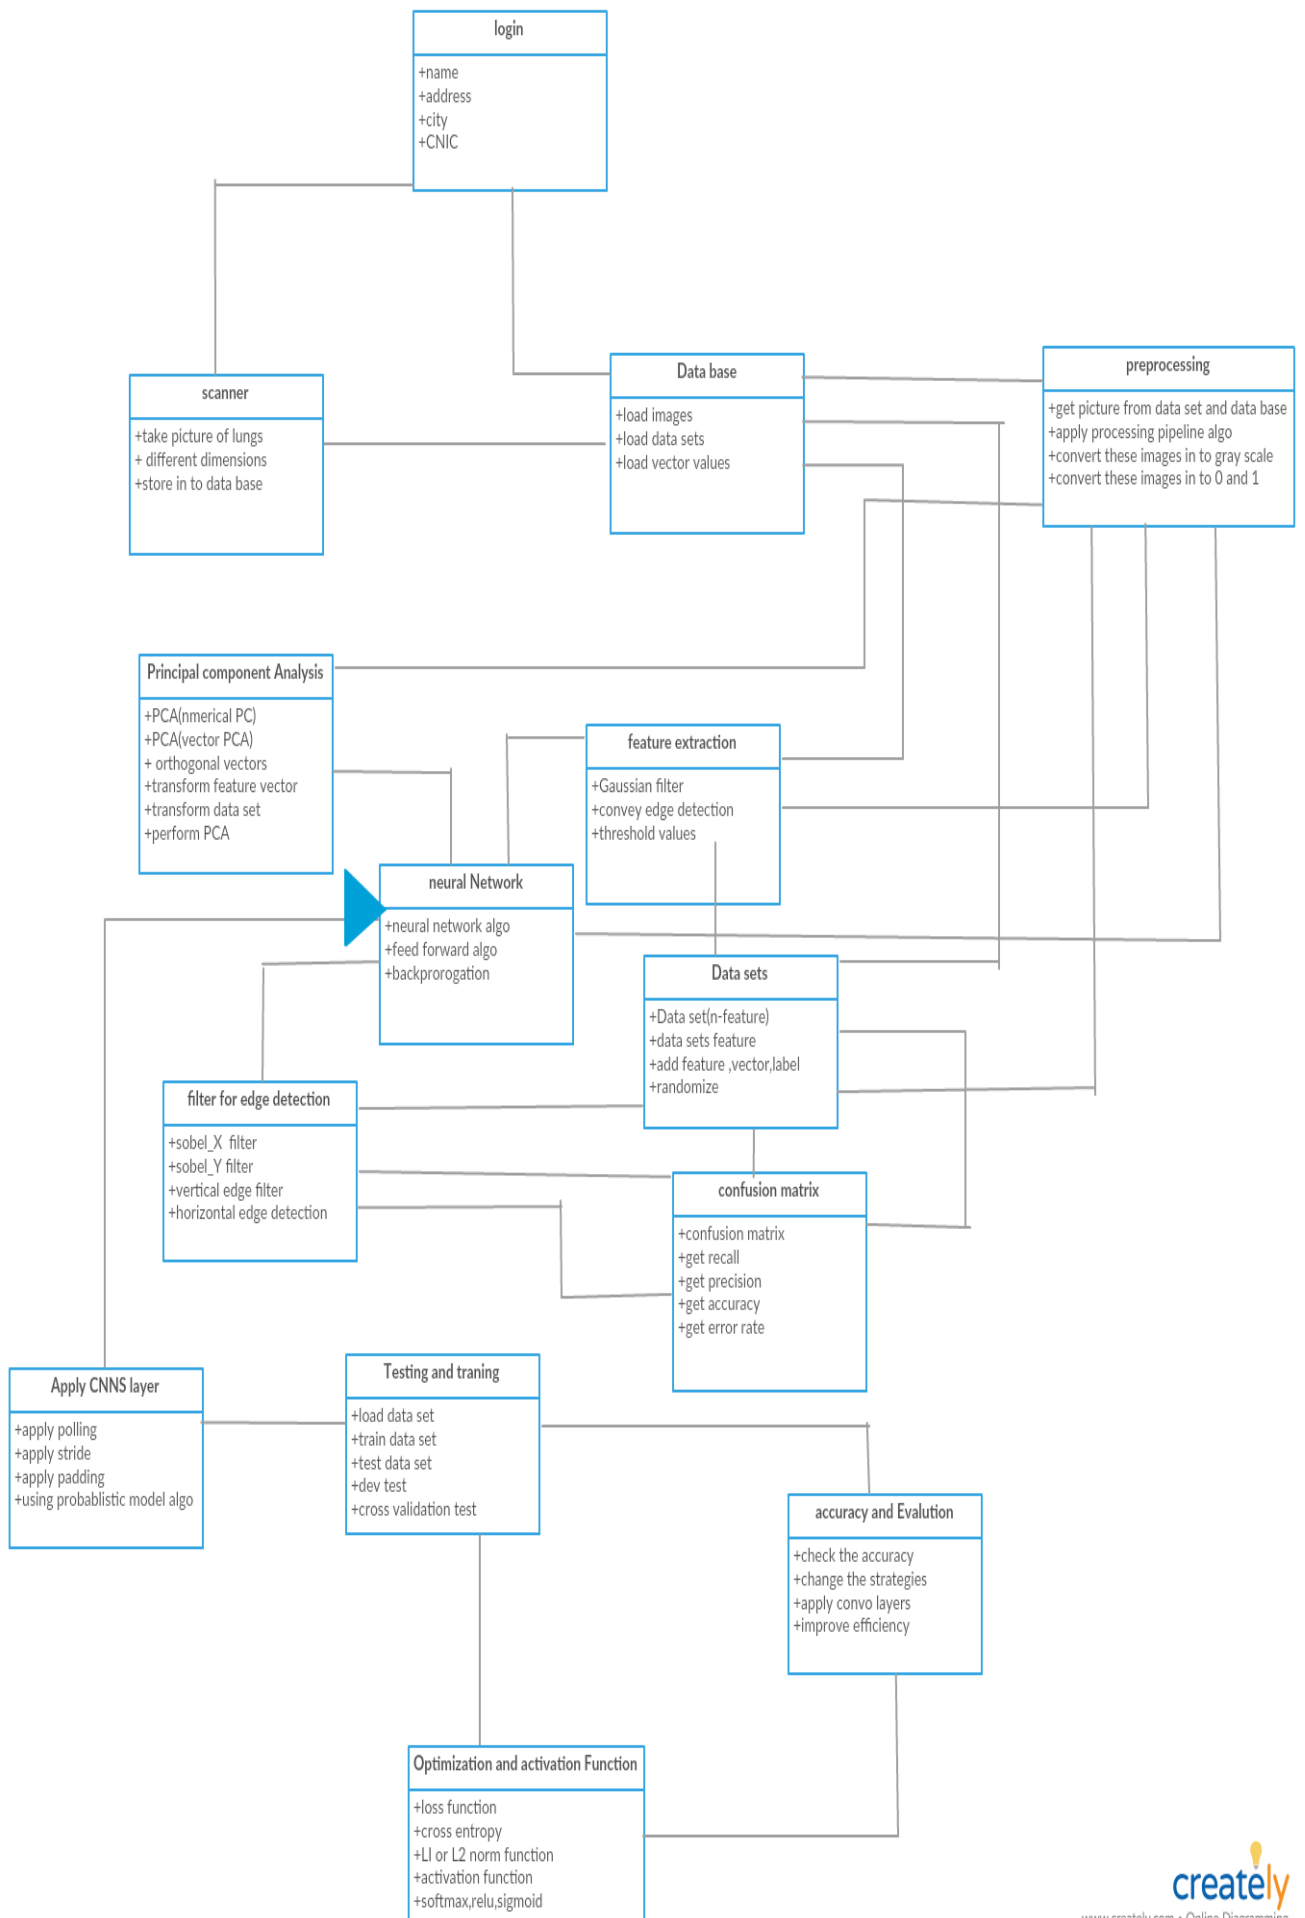 login
+name
+address
+city
+CNIC
scanner
+take picture of lungs
+ different dimensions
+store in to data base
Data base
+load images
+load data sets
+load vector values
preprocessing
+get picture from data set and data base
+apply processing pipeline algo
+convert these images in to gray scale
+convert these images in to 0 and 1
Principal component Analysis
+PCA(nmerical PC)
+PCA(vector PCA)
+ orthogonal vectors
+transform feature vector
+transform data set
+perform PCA
feature extraction
+Gaussian filter
+convey edge detection
+threshold values
neural Network
+neural network algo
+feed forward algo
+backprorogation
Data sets
+Data set(n-feature)
+data sets feature
+add feature ,vector,label
+randomize
filter for edge detection
+sobel_X filter
+sobel_Y filter
+vertical edge filter
+horizontal edge detection
confusion matrix
+confusion matrix
+get recall
+get precision
+get accuracy
+get error rate
Apply CNNS layer
+apply polling
+apply stride
+apply padding
+using probablistic model algo
Testing and traning
+load data set
+train data set
+test data set
+dev test
+cross validation test
accuracy and Evalution
+check the accuracy
+change the strategies
+apply convo layers
+improve efficiency
Optimization and activation Function
+loss function
+cross entropy
+LI or L2 norm function
+activation function
+softmax,relu,sigmoid
creately
www.creately.com • Online Diagramming